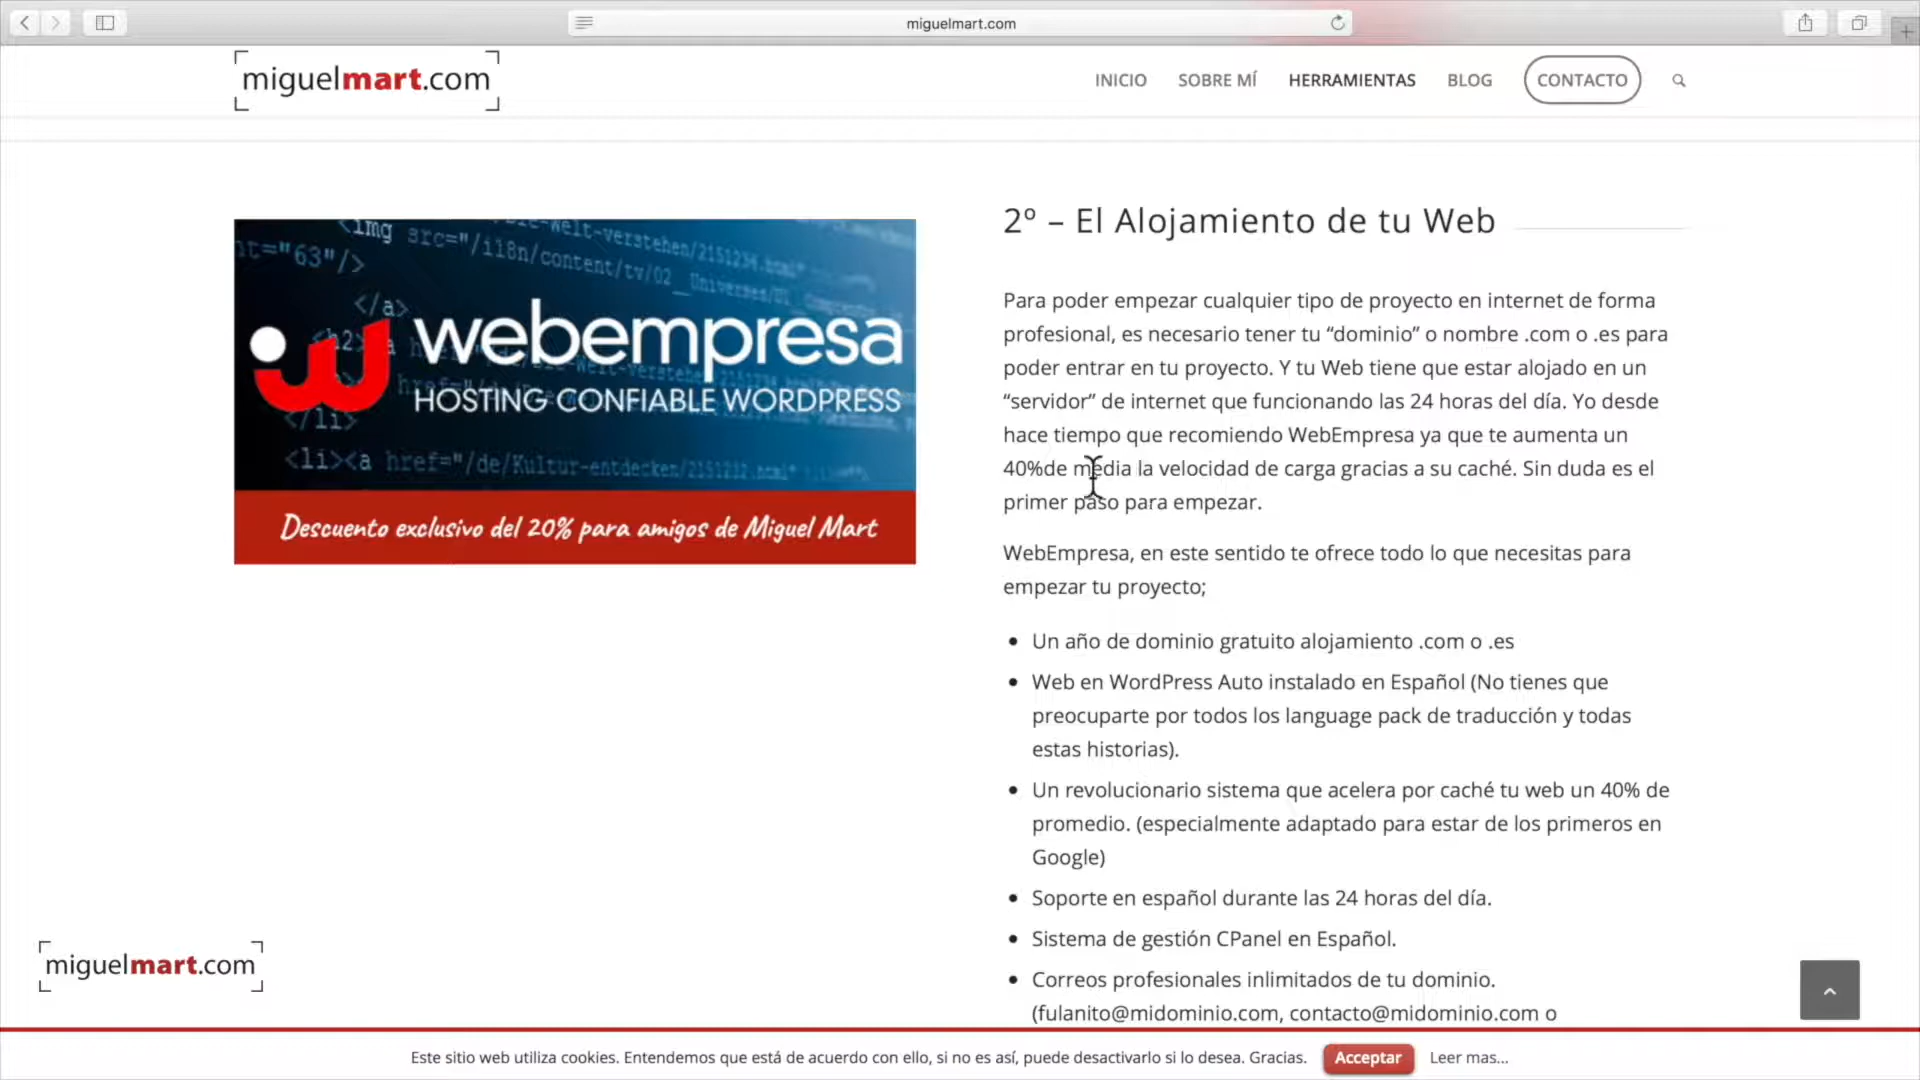 miguelmart.com
miguelmart.com
INICIO SOBRE MÍ HERRAMIENTAS BLOG CONTACTO
webempresa
HOSTING CONFIABLE WORDPRESS
Descuento exclusivo del 20% para amigos de Miguel Mart
2º – El Alojamiento de tu Web
Para poder empezar cualquier tipo de proyecto en internet de forma
profesional, es necesario tener tu “dominio” o nombre .com o .es para
poder entrar en tu proyecto. Y tu Web tiene que estar alojado en un
“servidor” de internet que funcionando las 24 horas del día. Yo desde
hace tiempo que recomiendo WebEmpresa ya que te aumenta un
40%de media la velocidad de carga gracias a su caché. Sin duda es el
primer paso para empezar.
WebEmpresa, en este sentido te ofrece todo lo que necesitas para
empezar tu proyecto;
Un año de dominio gratuito alojamiento .com o .es
Web en WordPress Auto instalado en Español (No tienes que
preocuparte por todos los language pack de traducción y todas
estas historias).
Un revolucionario sistema que acelera por caché tu web un 40% de
promedio. (especialmente adaptado para estar de los primeros en
Google)
Soporte en español durante las 24 horas del día.
Sistema de gestión CPanel en Español.
Correos profesionales inlimitados de tu dominio.
(fulanito@midominio.com, contacto@midominio.com o
miguelmart.com
Este sitio web utiliza cookies. Entendemos que está de acuerdo con ello, si no es así, puede desactivarlo si lo desea. Gracias. Acceptar Leer mas...